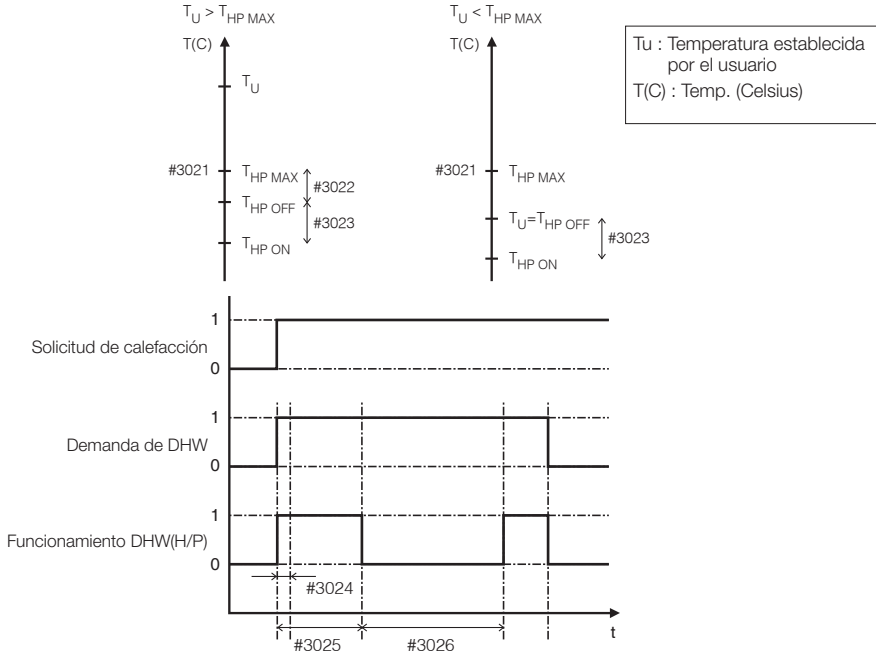 T_U > T_HP MAX
T(C)
T_U
#3021
T_HP MAX
#3022
T_HP OFF
#3023
T_HP ON
T_U < T_HP MAX
T(C)
#3021
T_HP MAX
T_U=T_HP OFF
#3023
T_HP ON
Tu : Temperatura establecida
por el usuario
T(C) : Temp. (Celsius)
1
Solicitud de calefacción
0
1
Demanda de DHW
0
1
Funcionamiento DHW(H/P)
0
#3024
t
#3025
#3026